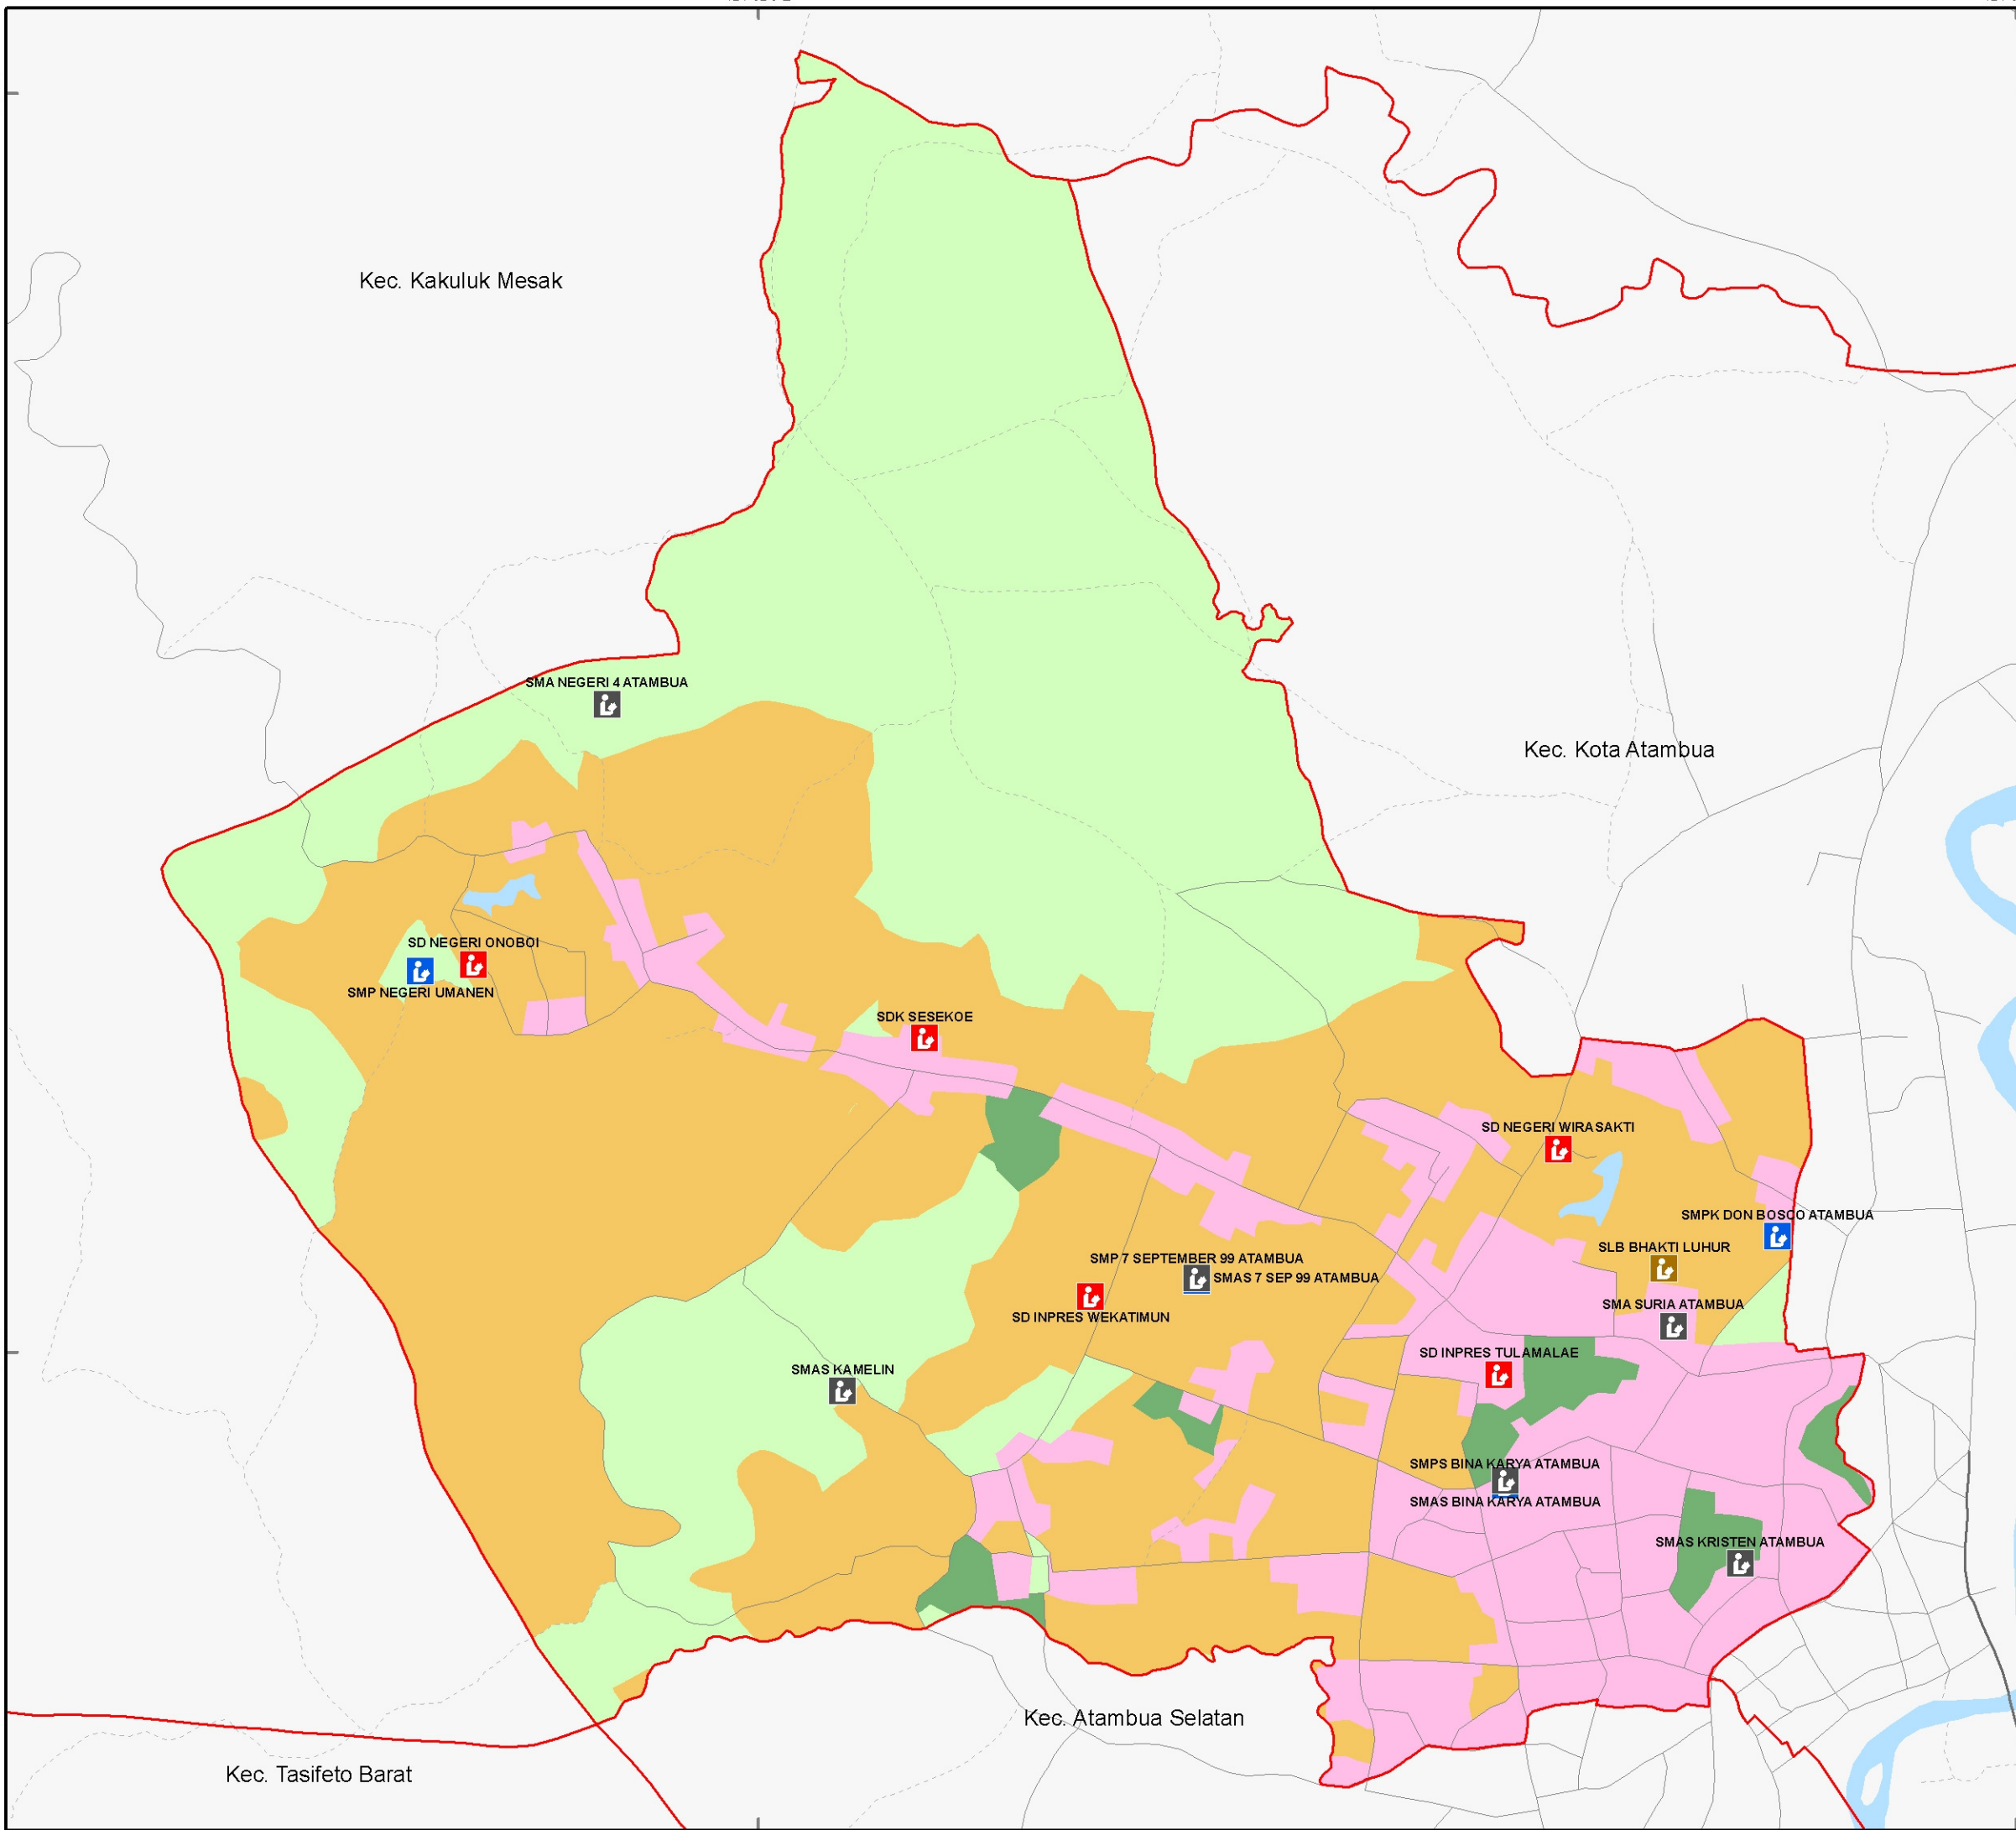 Kec. Kakuluk Mesak
SMA NEGERI 4 ATAMBUA
Kec. Kota Atambua
SD NEGERI ONOBOI
SMP NEGERI UMANEN
SDK SESEKOE
SD NEGERI WIRASAKTI
SMPK DON BOSCO ATAMBUA
SLB BHAKTI LUHUR
SMP 7 SEPTEMBER 99 ATAMBUA
SMAS 7 SEP 99 ATAMBUA
SD INPRES WEKATIMUN
SMA SURIA ATAMBUA
SD INPRES TULAMALAE
SMAS KAMELIN
SMPS BINA KARYA ATAMBUA
SMAS BINA KARYA ATAMBUA
SMAS KRISTEN ATAMBUA
Kec. Atambua Selatan
Kec. Tasifeto Barat